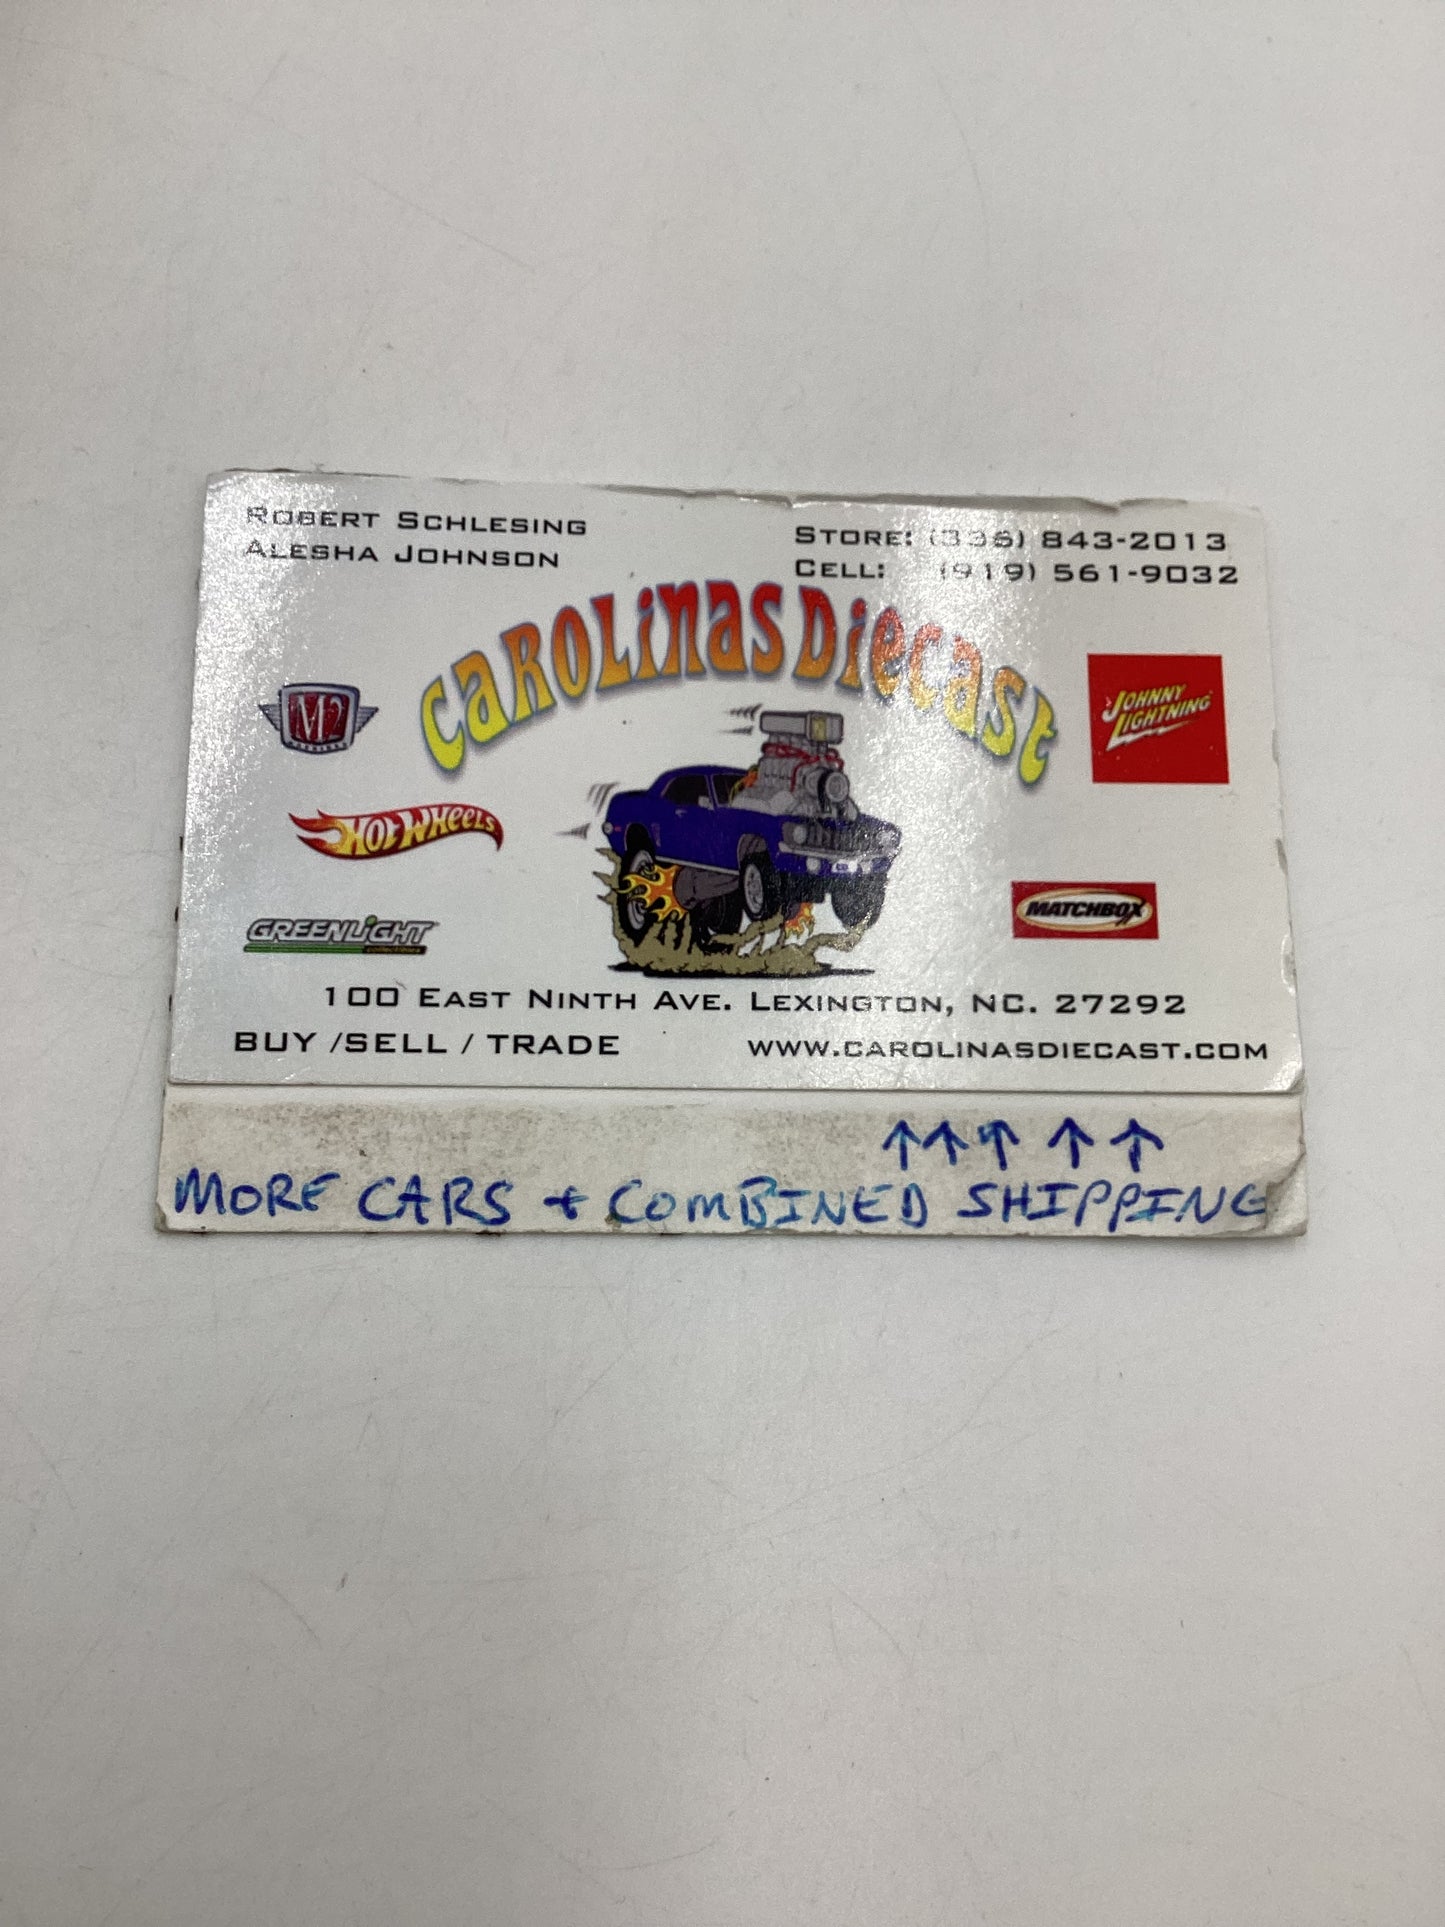 ROBERT SCHLESING
ALESHA JOHNSON
STORE: (336) 843-2013
CELL: (919) 561-9032
CAROLINAS DIECAST
M2
MACHINES
JOHNNY
LIGHTNING
HOT WHEELS
MATCHBOX
GREENLIGHT
COLLECTIBLES
100 EAST NINTH AVE. LEXINGTON, NC. 27292
BUY /SELL / TRADE
WWW.CAROLINASDIECAST.COM
↑↑↑↑↑
MORE CARS + COMBINED SHIPPING